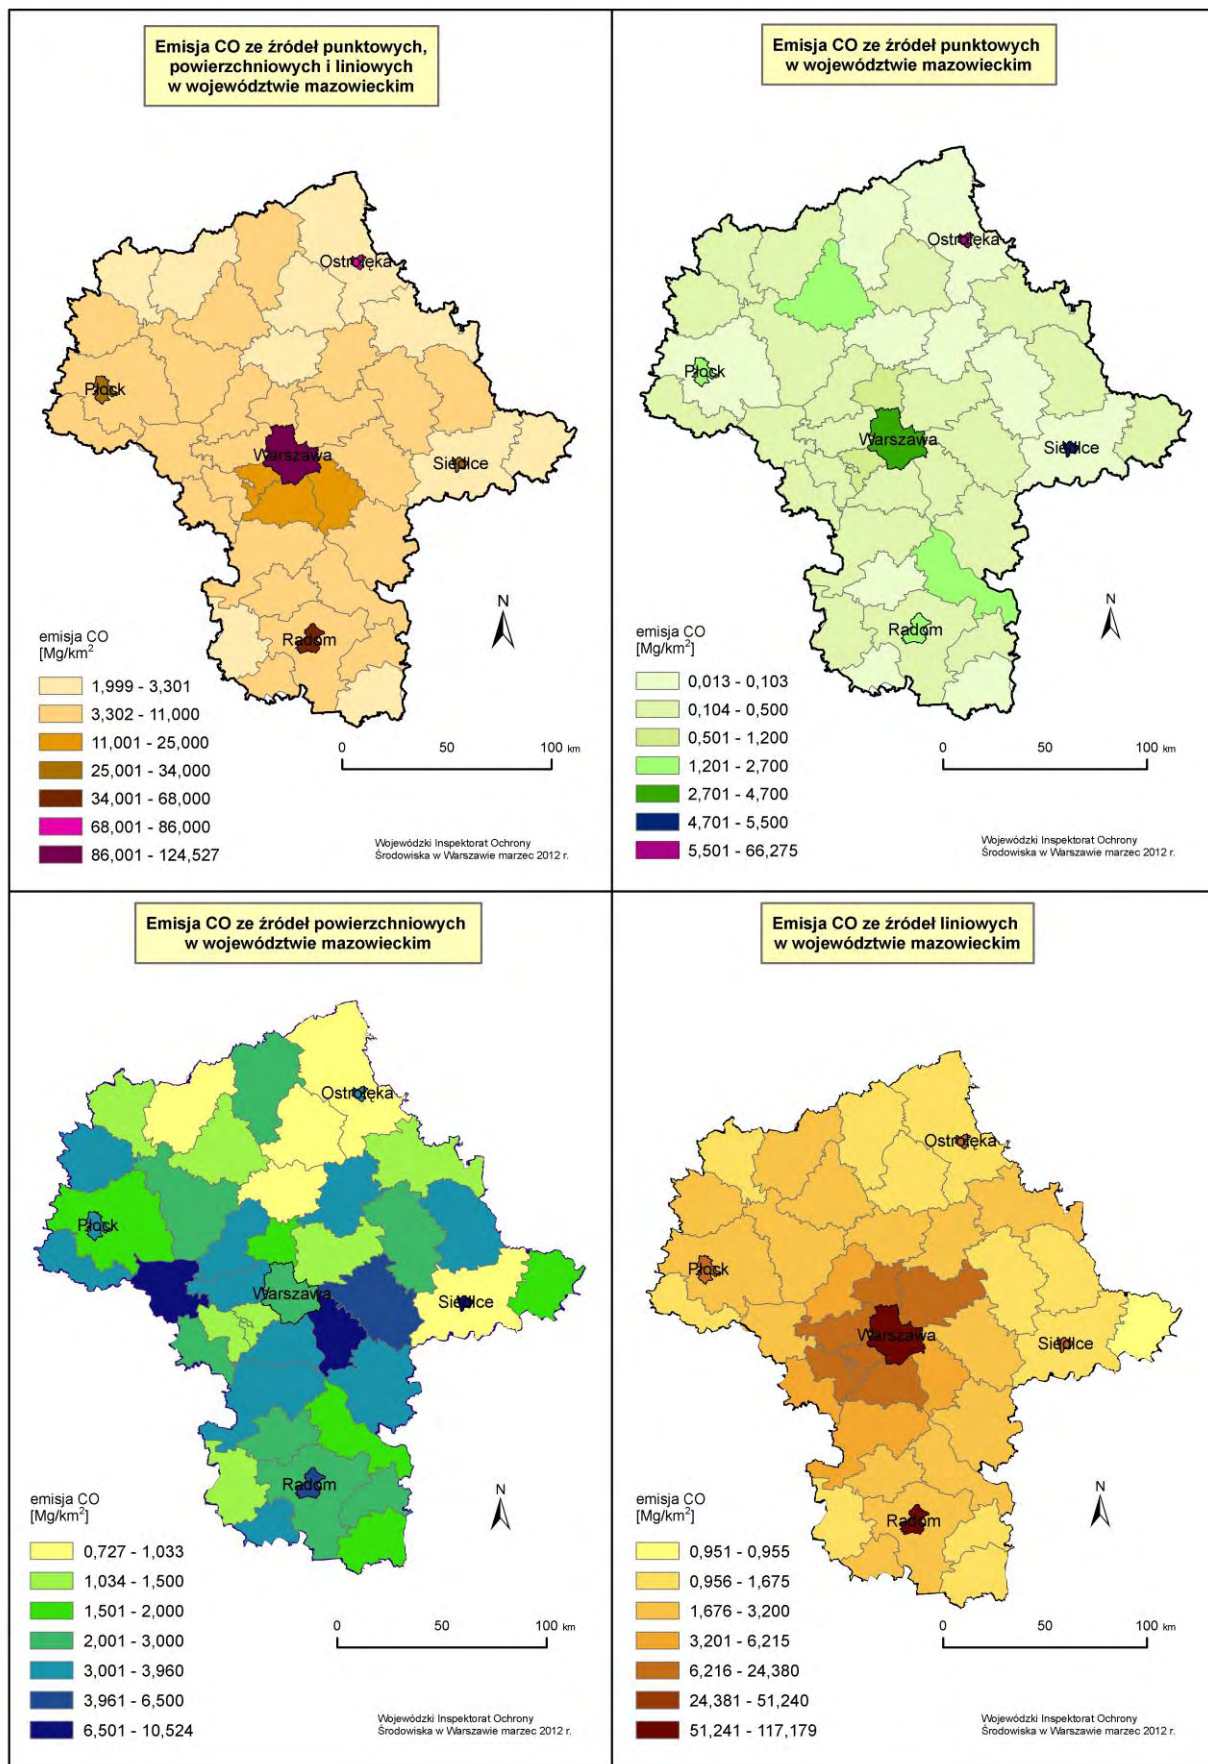 Emisja CO ze źródeł punktowych,
powierzchniowych i liniowych
w województwie mazowieckim
Ostrołęka
Płock
Warszawa
Siedlce
Radom
N
emisja CO
[Mg/km²]
1,999 - 3,301
3,302 - 11,000
11,001 - 25,000
25,001 - 34,000
34,001 - 68,000
68,001 - 86,000
86,001 - 124,527
0 50 100 km
Wojewódzki Inspektorat Ochrony
Środowiska w Warszawie marzec 2012 r.
Emisja CO ze źródeł punktowych
w województwie mazowieckim
Ostrołęka
Płock
Warszawa
Siedlce
Radom
N
emisja CO
[Mg/km²]
0,013 - 0,103
0,104 - 0,500
0,501 - 1,200
1,201 - 2,700
2,701 - 4,700
4,701 - 5,500
5,501 - 66,275
0 50 100 km
Wojewódzki Inspektorat Ochrony
Środowiska w Warszawie marzec 2012 r.
Emisja CO ze źródeł powierzchniowych
w województwie mazowieckim
Ostrołęka
Płock
Warszawa
Siedlce
Radom
N
emisja CO
[Mg/km²]
0,727 - 1,033
1,034 - 1,500
1,501 - 2,000
2,001 - 3,000
3,001 - 3,960
3,961 - 6,500
6,501 - 10,524
0 50 100 km
Wojewódzki Inspektorat Ochrony
Środowiska w Warszawie marzec 2012 r.
Emisja CO ze źródeł liniowych
w województwie mazowieckim
Ostrołęka
Płock
Warszawa
Siedlce
Radom
N
emisja CO
[Mg/km²]
0,951 - 0,955
0,956 - 1,675
1,676 - 3,200
3,201 - 6,215
6,216 - 24,380
24,381 - 51,240
51,241 - 117,179
0 50 100 km
Wojewódzki Inspektorat Ochrony
Środowiska w Warszawie marzec 2012 r.